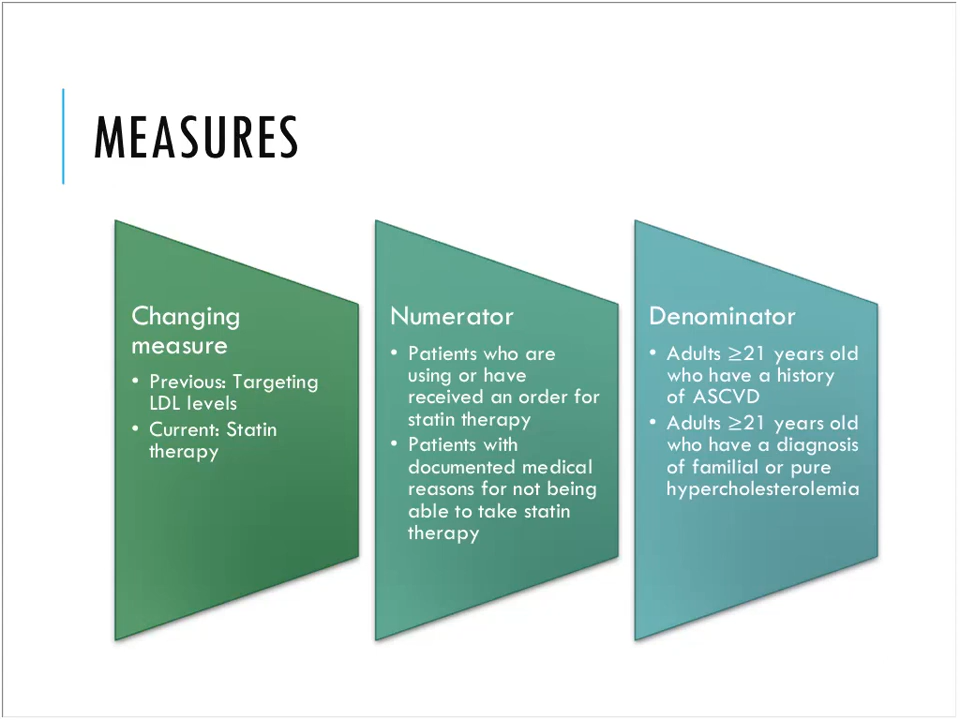 MEASURES
Changing
measure
• Previous: Targeting
LDL levels
• Current: Statin
therapy
Numerator
• Patients who are
using or have
received an order for
statin therapy
• Patients with
documented medical
reasons for not being
able to take statin
therapy
Denominator
• Adults ≥21 years old
who have a history
of ASCVD
• Adults ≥21 years old
who have a diagnosis
of familial or pure
hypercholesterolemia